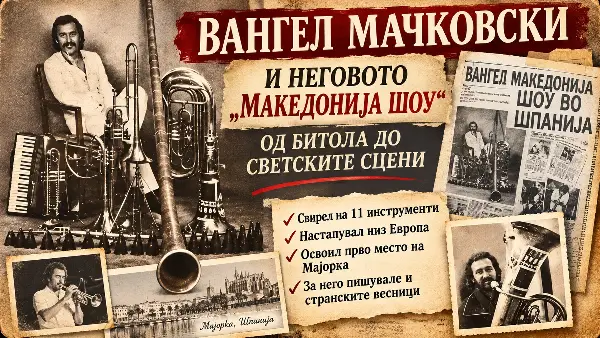 ВАНГЕЛ МАЧКОВСКИ
И НЕГОВОТО
„МАКЕДОНИЈА ШОУ“
ОД БИТОЛА ДО
СВЕТСКИТЕ СЦЕНИ
✓ Свирел на 11 инструменти
✓ Настапувал низ Европа
✓ Освоил прво место на
Мајорка
✓ За него пишувале и
странските весници
ВАНГЕЛ МАКЕДОНИЈА
ШОУ ВО
ШПАНИЈА
Мајорка, Шпанија